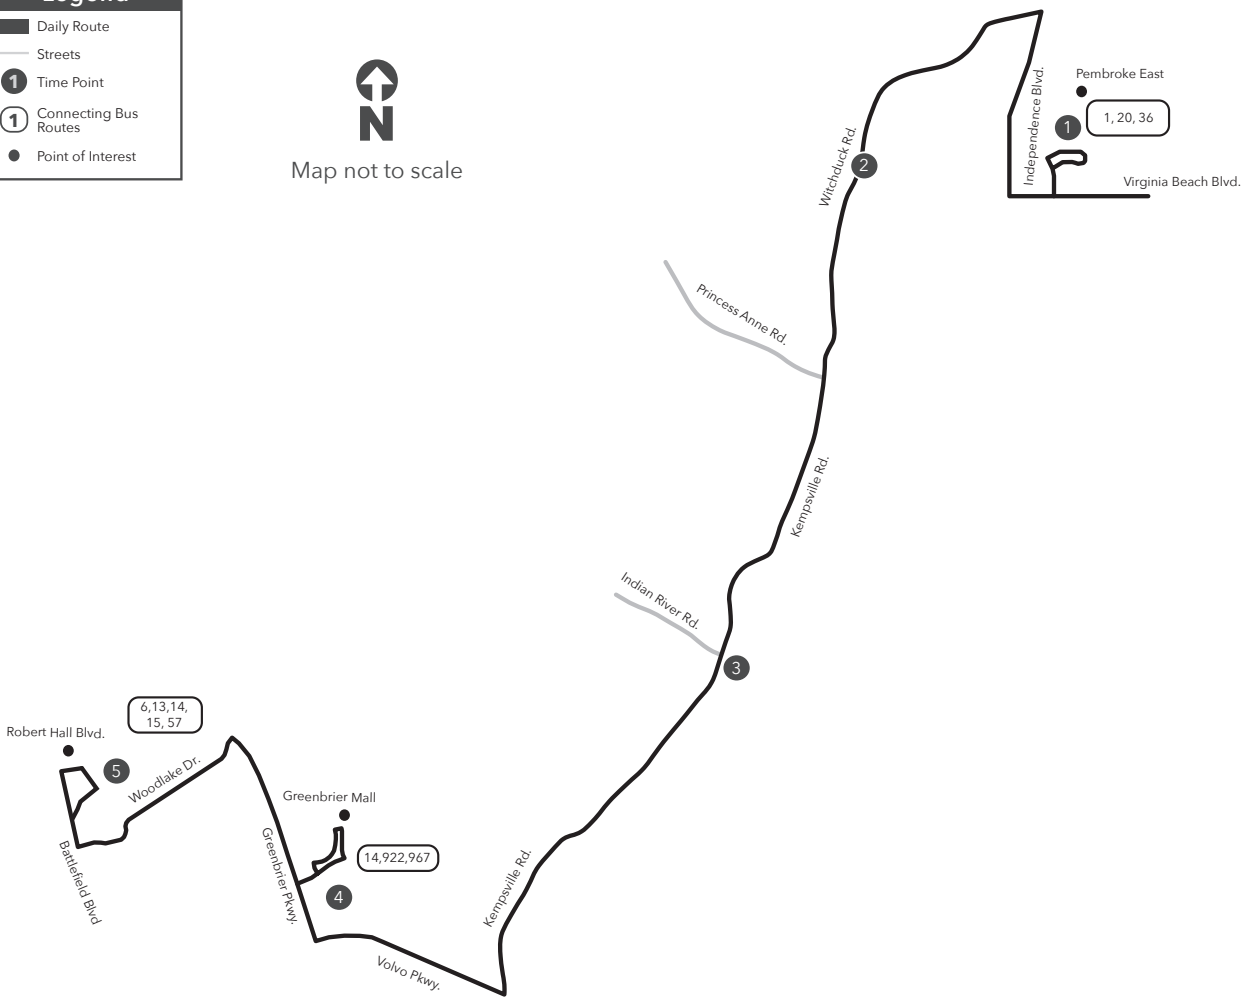 Legend
Daily Route
Streets
1 Time Point
1 Connecting Bus
Routes
Point of Interest
N
Map not to scale
Pembroke East
1
1, 20, 36
Independence Blvd.
Virginia Beach Blvd.
Witchduck Rd.
2
Princess Anne Rd.
Kempsville Rd.
Indian River Rd.
3
6,13,14,
15, 57
Robert Hall Blvd.
5
Woodlake Dr.
Greenbrier Mall
14,922,967
4
Battlefield Blvd
Greenbrier Pkwy.
Kempsville Rd.
Volvo Pkwy.